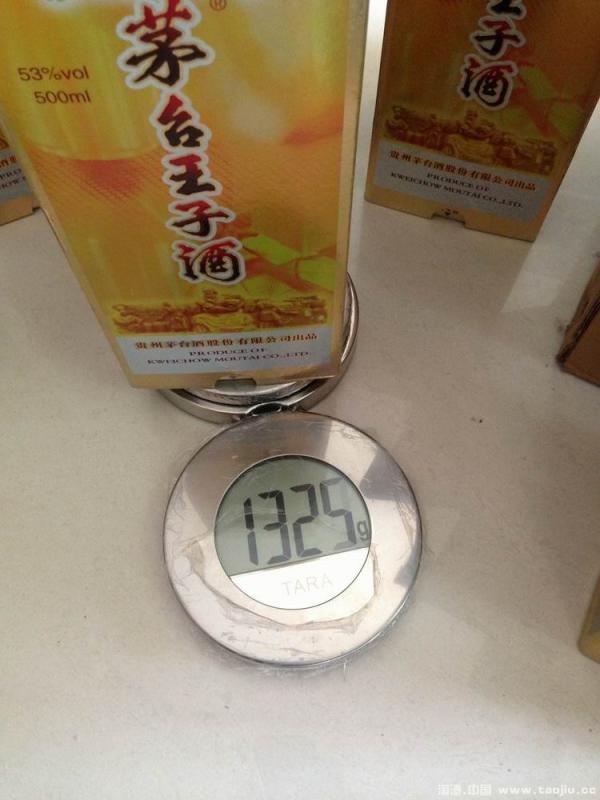 ®
53%vol
500ml
茅台王子酒
贵州茅台酒股份有限公司出品
PRODUCE OF
KWEICHOW MOUTAI CO.,LTD.
王子酒
贵州茅台酒股份有限公司出品
PRODUCE OF
KWEICHOW MOUTAI CO.,LTD.
1325g
TARA
淘酒.中国 www.taojiu.cc